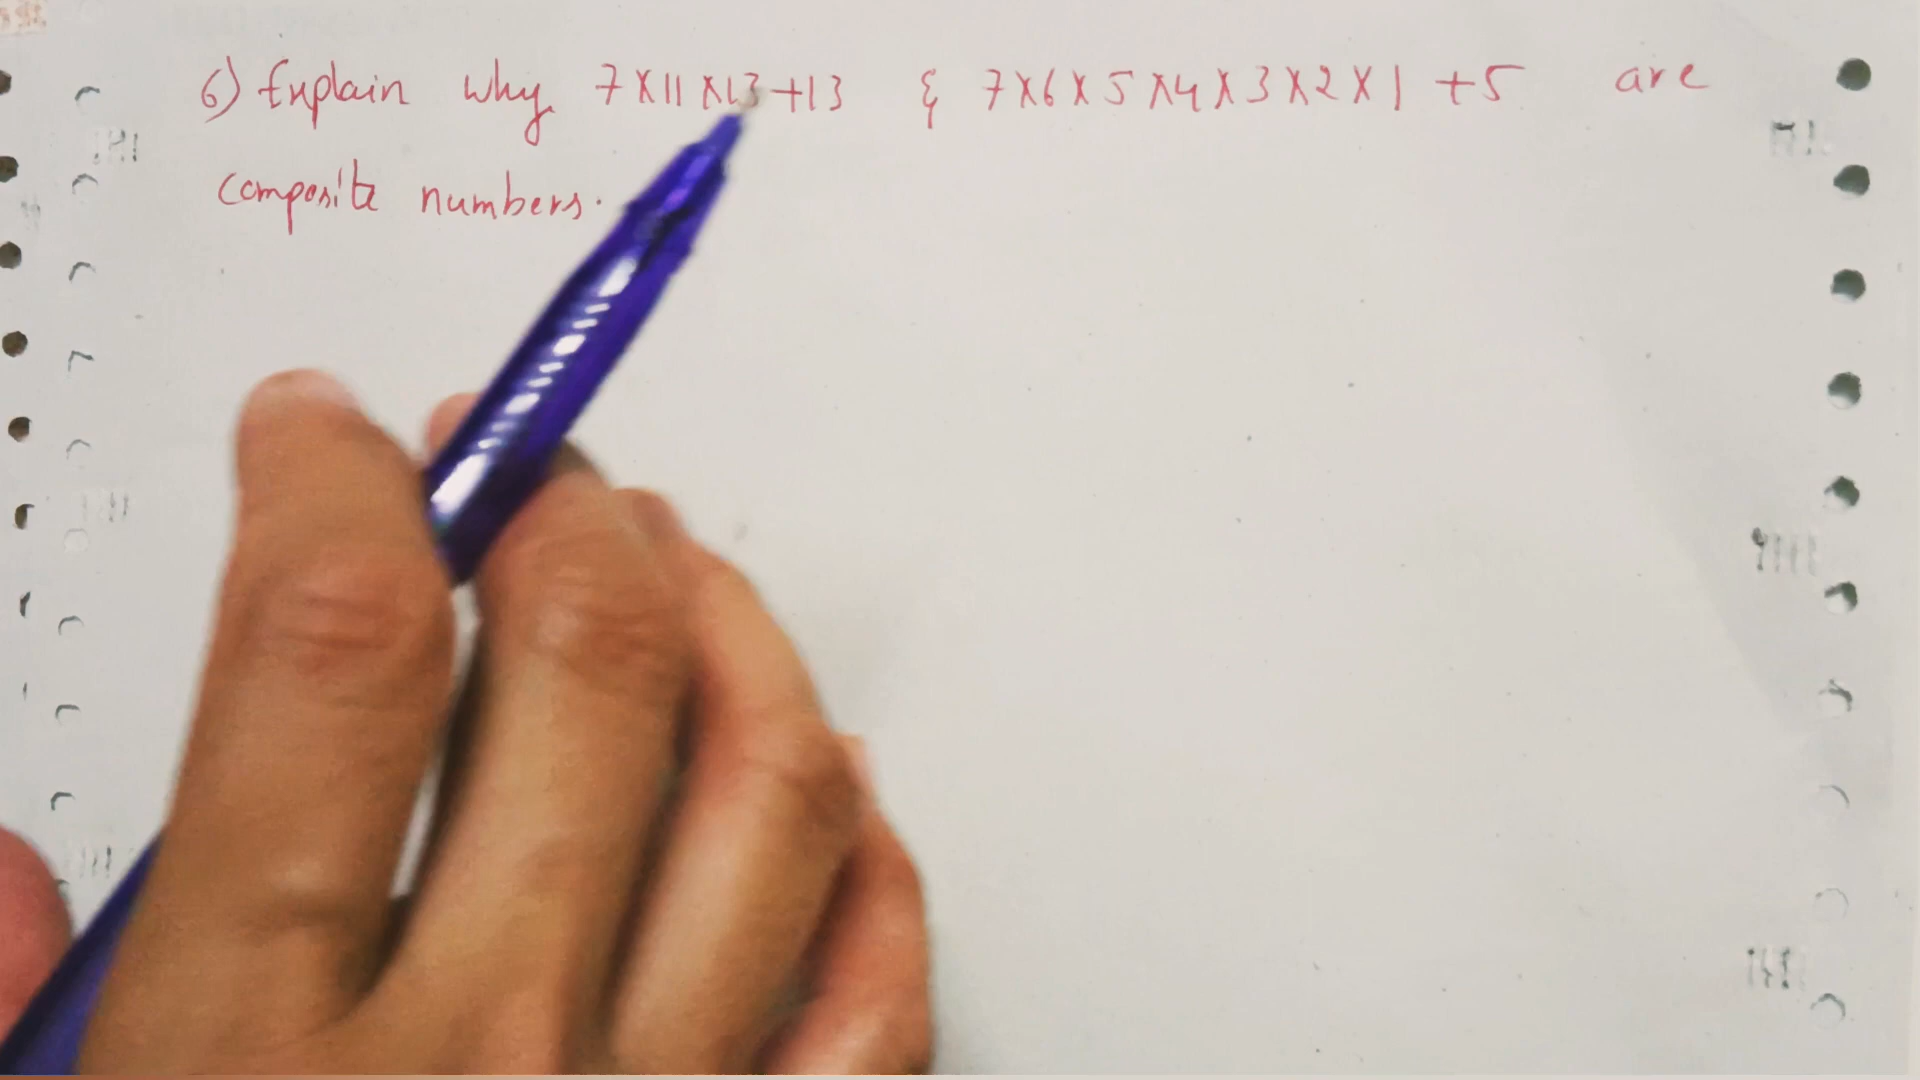 6) Explain why 7×11×13+13 & 7×6×5×4×3×2×1 +5 are
composite numbers.